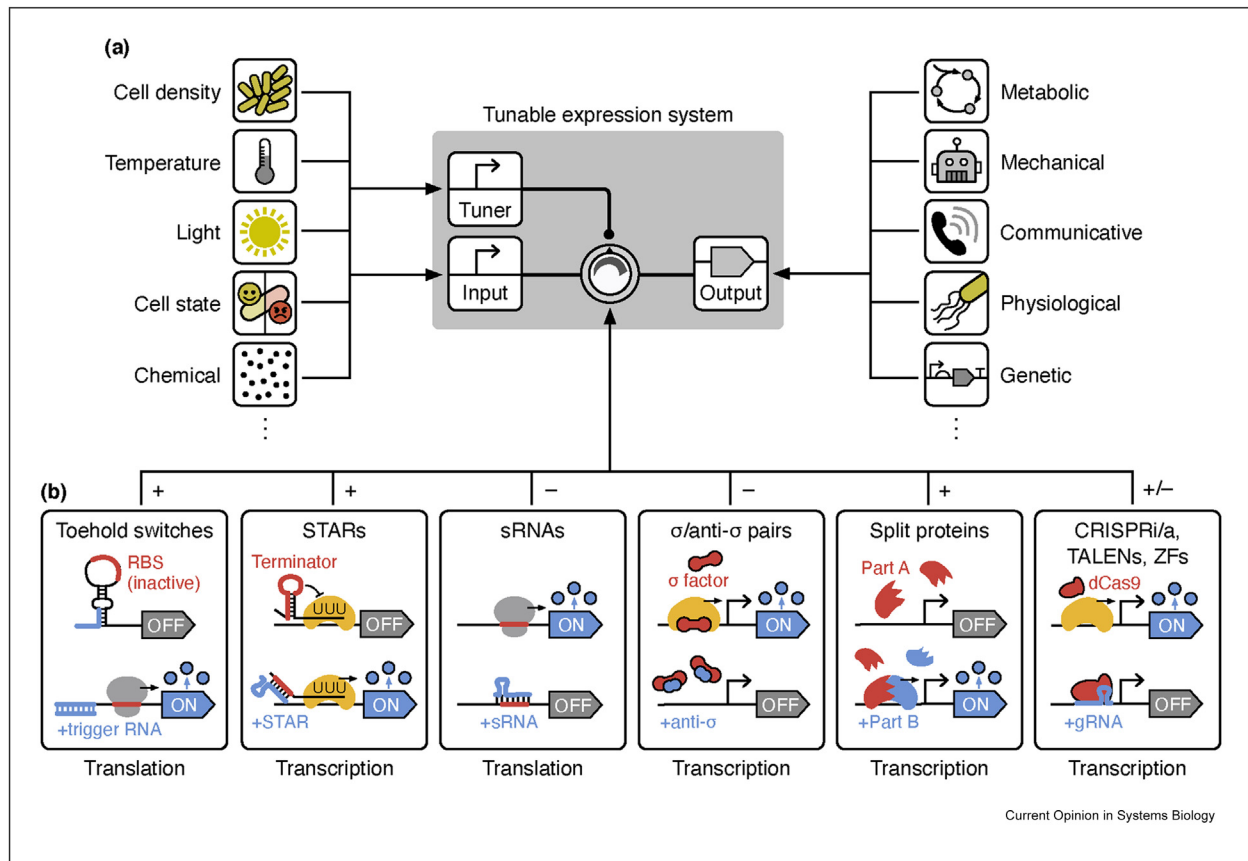 (a)
Cell density
Temperature
Light
Cell state
Chemical
⋮
Tunable expression system
Tuner
Input
Output
Metabolic
Mechanical
Communicative
Physiological
Genetic
⋮
(b)
+
+
−
−
+
+/−
Toehold switches
RBS
(inactive)
OFF
ON
+trigger RNA
Translation
STARs
Terminator
UUU
OFF
UUU
ON
+STAR
Transcription
sRNAs
ON
OFF
+sRNA
Translation
σ/anti-σ pairs
σ factor
ON
OFF
+anti-σ
Transcription
Split proteins
Part A
OFF
ON
+Part B
Transcription
CRISPRi/a,
TALENs, ZFs
dCas9
ON
OFF
+gRNA
Transcription
Current Opinion in Systems Biology